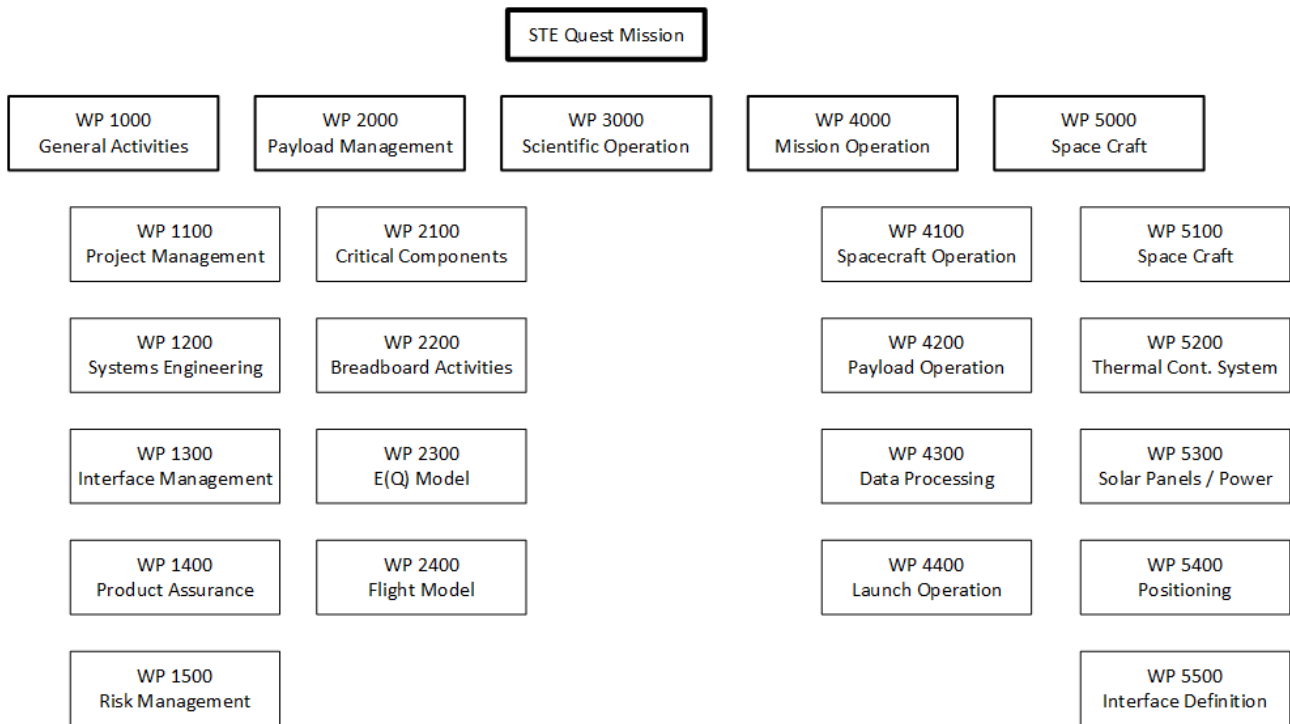 STE Quest Mission
WP 1000
General Activities
WP 2000
Payload Management
WP 3000
Scientific Operation
WP 4000
Mission Operation
WP 5000
Space Craft
WP 1100
Project Management
WP 2100
Critical Components
WP 4100
Spacecraft Operation
WP 5100
Space Craft
WP 1200
Systems Engineering
WP 2200
Breadboard Activities
WP 4200
Payload Operation
WP 5200
Thermal Cont. System
WP 1300
Interface Management
WP 2300
E(Q) Model
WP 4300
Data Processing
WP 5300
Solar Panels / Power
WP 1400
Product Assurance
WP 2400
Flight Model
WP 4400
Launch Operation
WP 5400
Positioning
WP 1500
Risk Management
WP 5500
Interface Definition